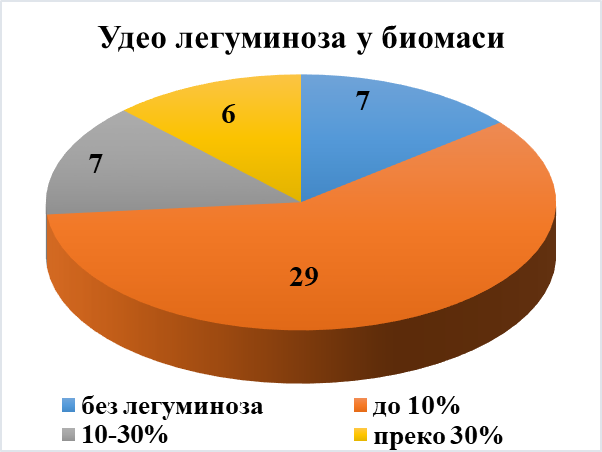 Удео легуминоза у биомаси
7
6
7
29
без легуминоза
до 10%
10-30%
преко 30%